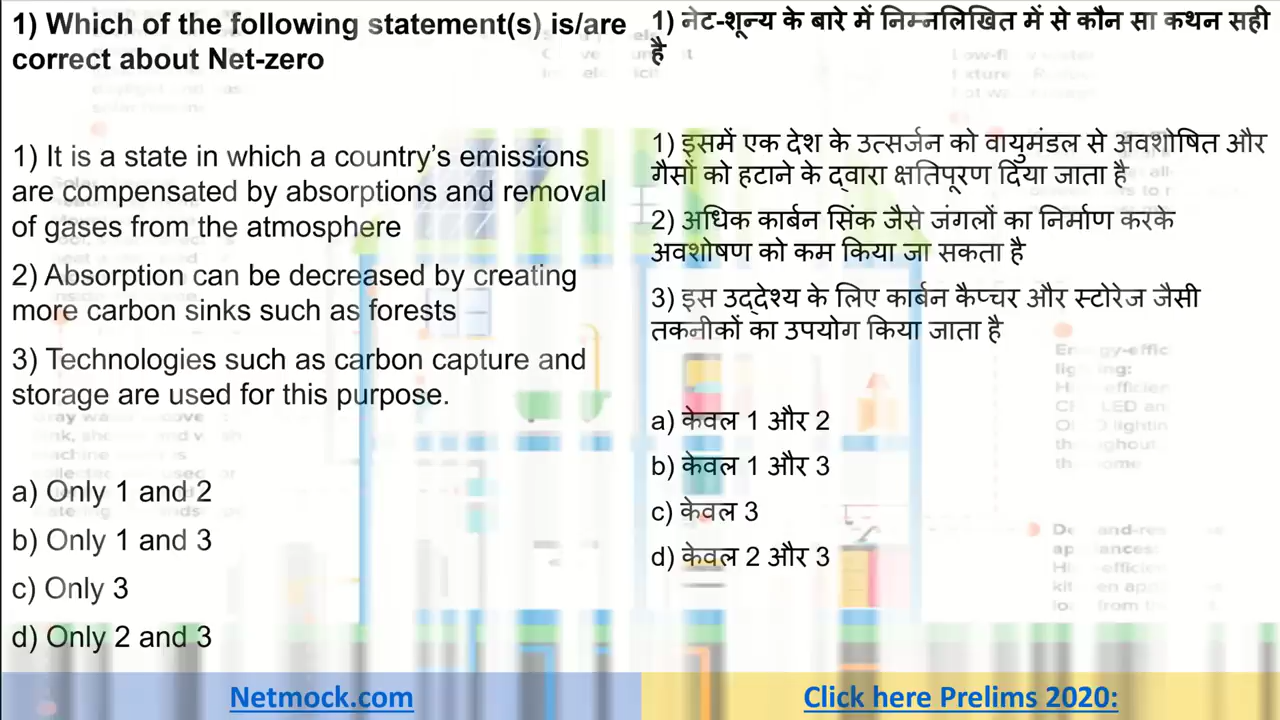 1) Which of the following statement(s) is/are
correct about Net-zero
1) It is a state in which a country’s emissions
are compensated by absorptions and removal
of gases from the atmosphere
2) Absorption can be decreased by creating
more carbon sinks such as forests
3) Technologies such as carbon capture and
storage are used for this purpose.
a) Only 1 and 2
b) Only 1 and 3
c) Only 3
d) Only 2 and 3
Netmock.com
1) नेट-शून्य के बारे में निम्नलिखित में से कौन सा कथन सही
है
1) इसमें एक देश के उत्सर्जन को वायुमंडल से अवशोषित और
गैसों को हटाने के द्वारा क्षतिपूरण दिया जाता है
2) अधिक कार्बन सिंक जैसे जंगलों का निर्माण करके
अवशोषण को कम किया जा सकता है
3) इस उद्देश्य के लिए कार्बन कैप्चर और स्टोरेज जैसी
तकनीकों का उपयोग किया जाता है
a) केवल 1 और 2
b) केवल 1 और 3
c) केवल 3
d) केवल 2 और 3
Click here Prelims 2020: